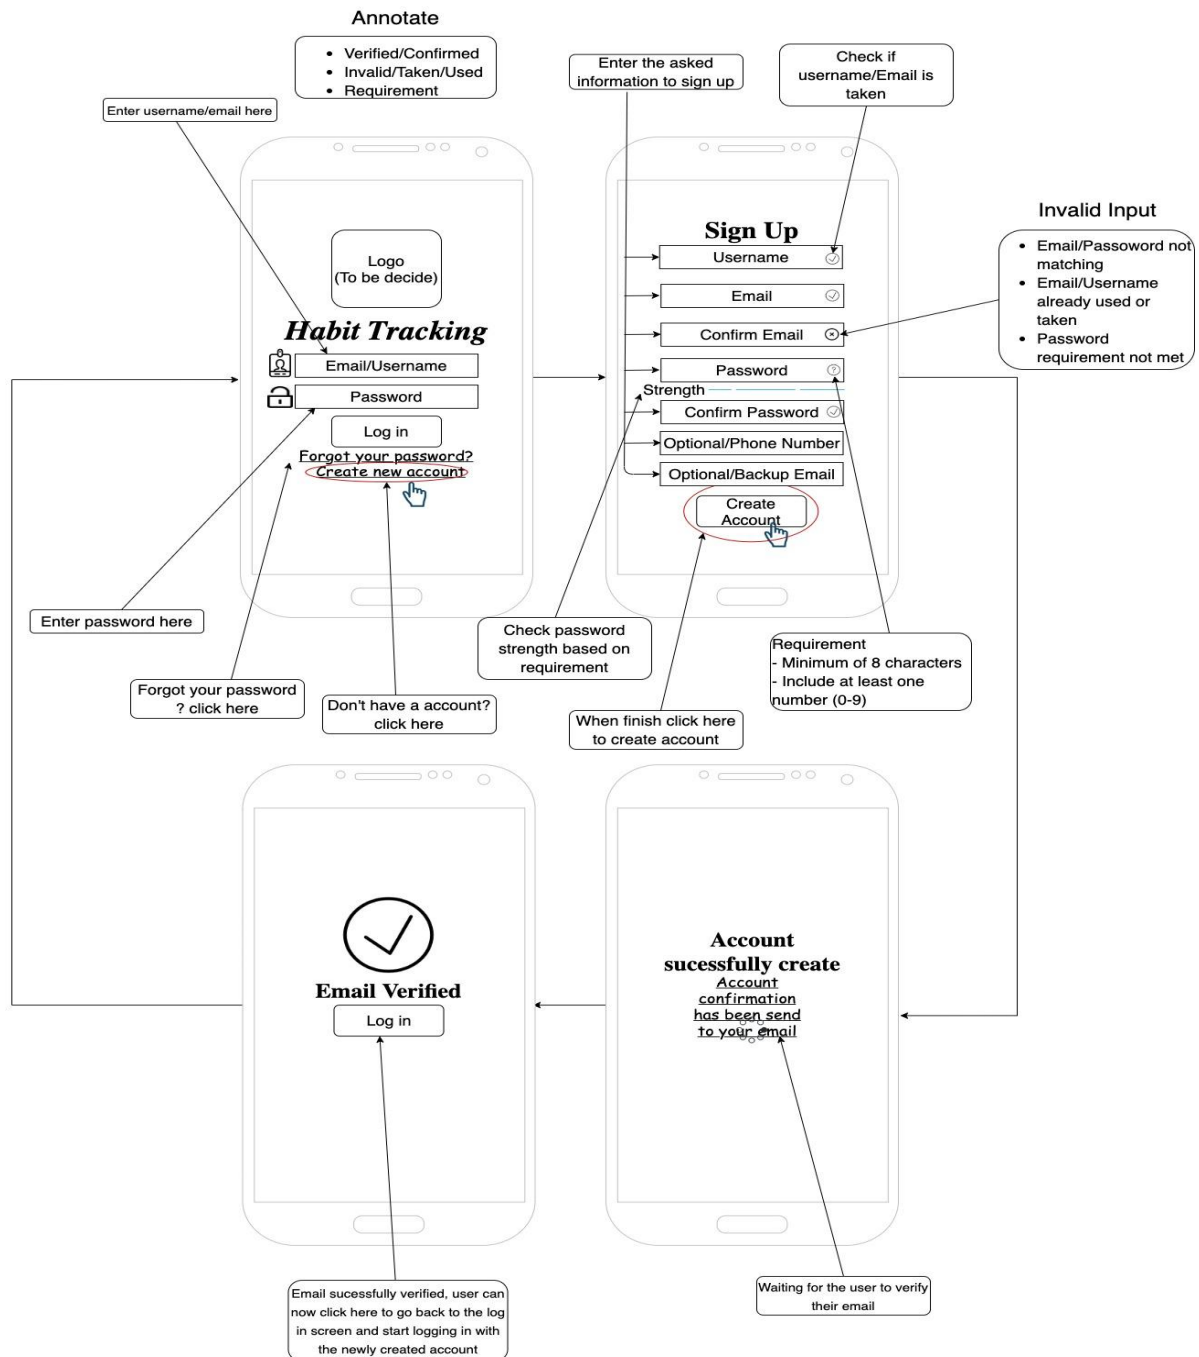 Annotate
• Verified/Confirmed
• Invalid/Taken/Used
• Requirement
Enter username/email here
Enter the asked
information to sign up
Check if
username/Email is
taken
Logo
(To be decide)
Habit Tracking
Email/Username
Password
Log in
Forgot your password?
Create new account
Sign Up
Username
Email
Confirm Email
Password
?
Strength
Confirm Password
Optional/Phone Number
Optional/Backup Email
Create
Account
Invalid Input
• Email/Passoword not
matching
• Email/Username
already used or
taken
• Password
requirement not met
Enter password here
Forgot your password
? click here
Don't have a account?
click here
Check password
strength based on
requirement
When finish click here
to create account
Requirement
- Minimum of 8 characters
- Include at least one
number (0-9)
Email Verified
Log in
Account
sucessfully create
Account
confirmation
has been send
to your email
Email sucessfully verified, user can
now click here to go back to the log
in screen and start logging in with
the newly created account
Waiting for the user to verify
their email